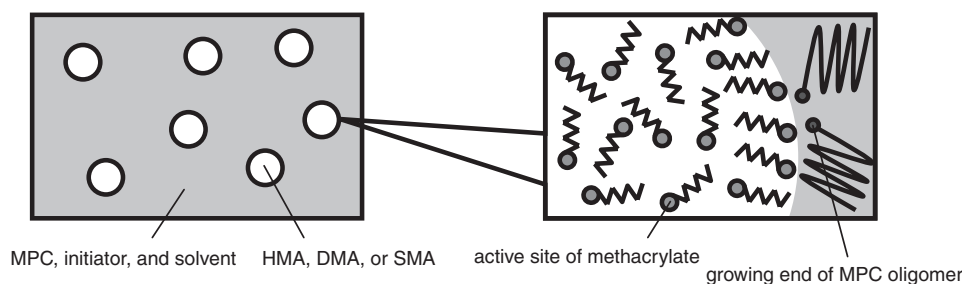 MPC, initiator, and solvent
HMA, DMA, or SMA
active site of methacrylate
growing end of MPC oligomer